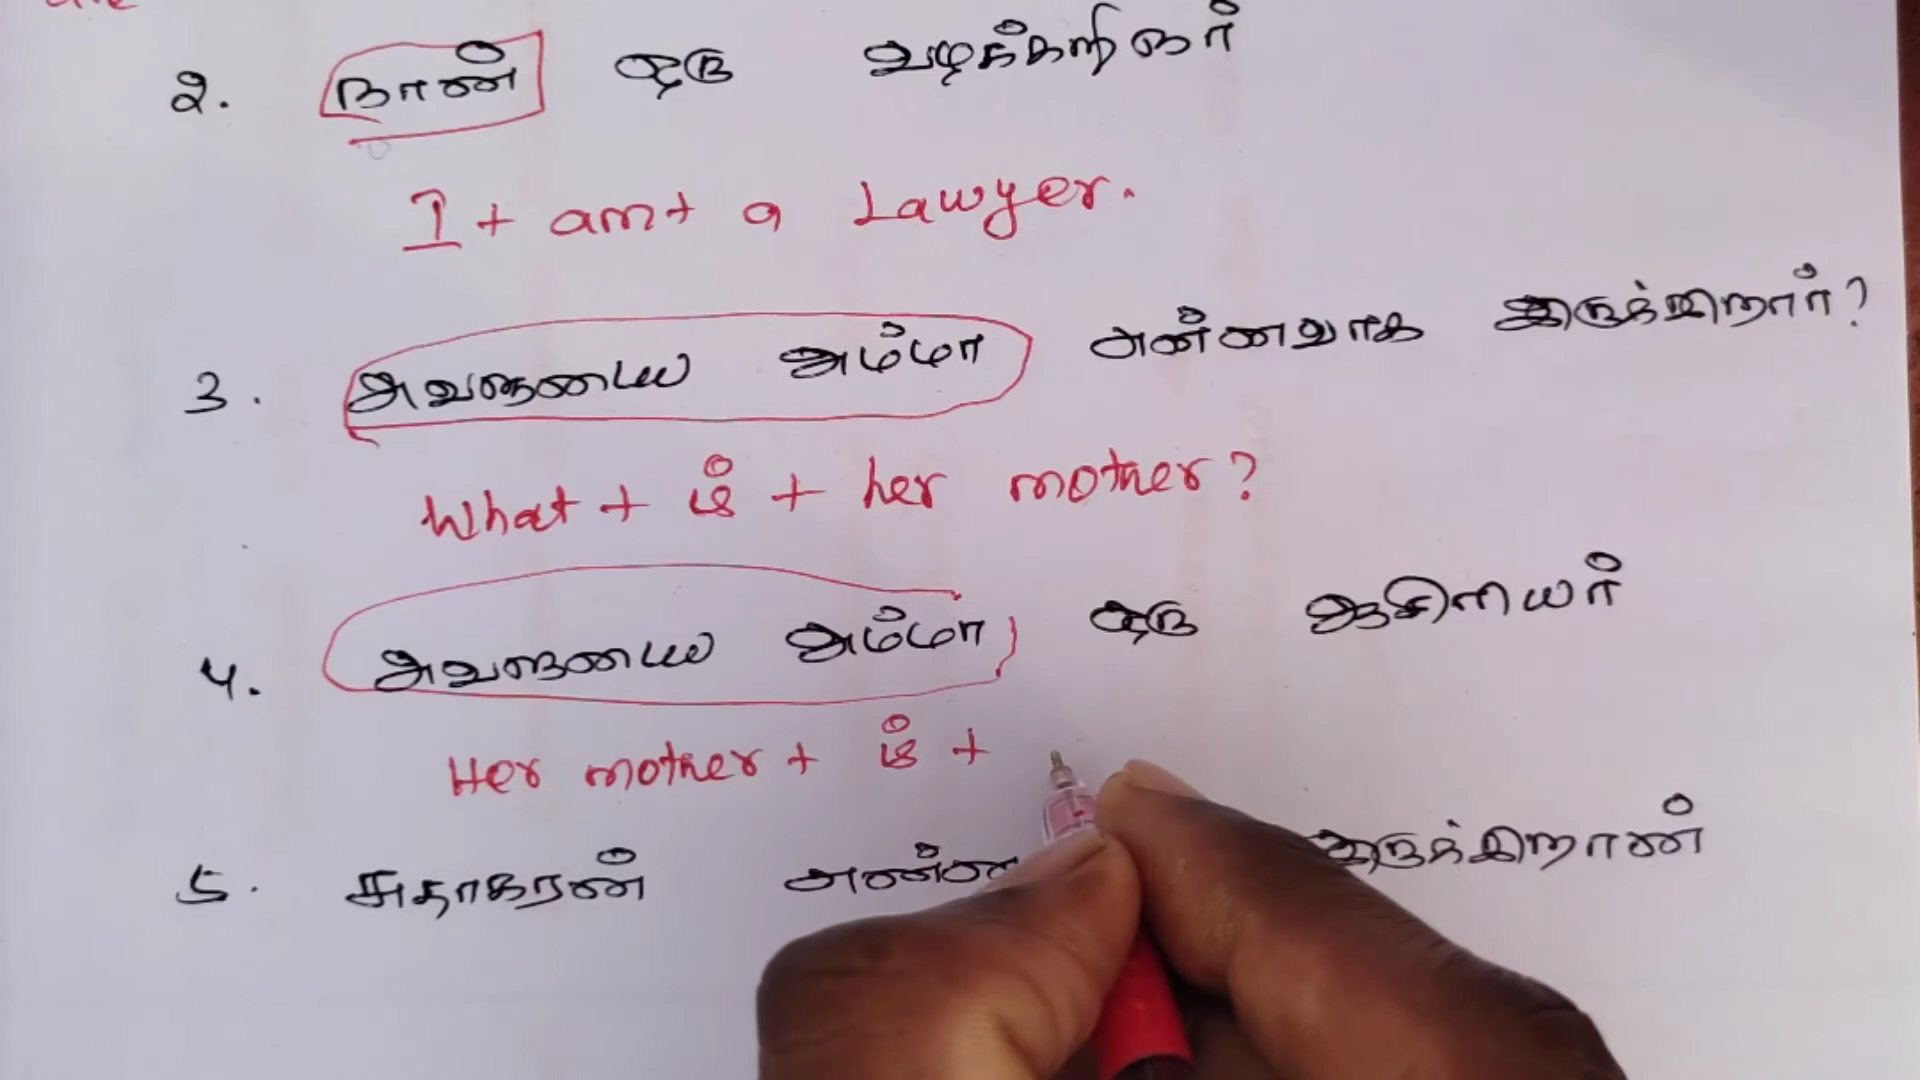 2. நான் ஒரு வழக்கறிஞர்
I + am + a Lawyer.
3. அவளுடைய அம்மா என்னவாக இருக்கிறார்?
What + is + her mother?
4. அவளுடைய அம்மா ஒரு ஆசிரியர்
Her mother + is +
5. சுதாகரன் இருக்கிறான்